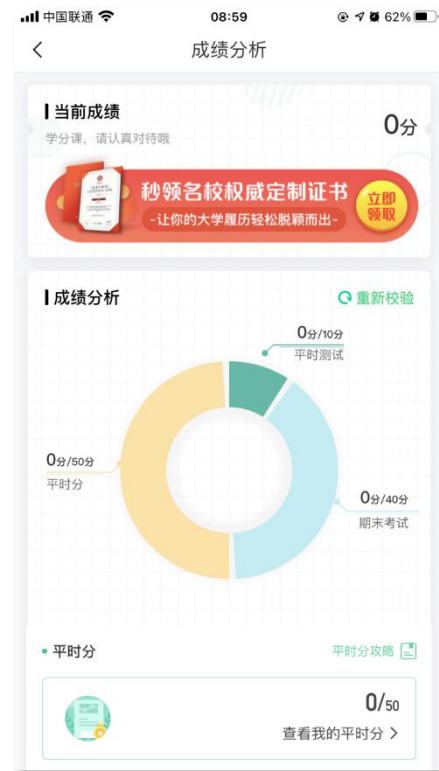 中国联通 08:59 62%
成绩分析
当前成绩
0分
学分课，请认真对待哦
秒领名校权威定制证书
-让你的大学履历轻松脱颖而出-
立即
领取
成绩分析
重新校验
0分/10分
平时测试
0分/50分
平时分
0分/40分
期末考试
平时分
平时分攻略
0/50
查看我的平时分